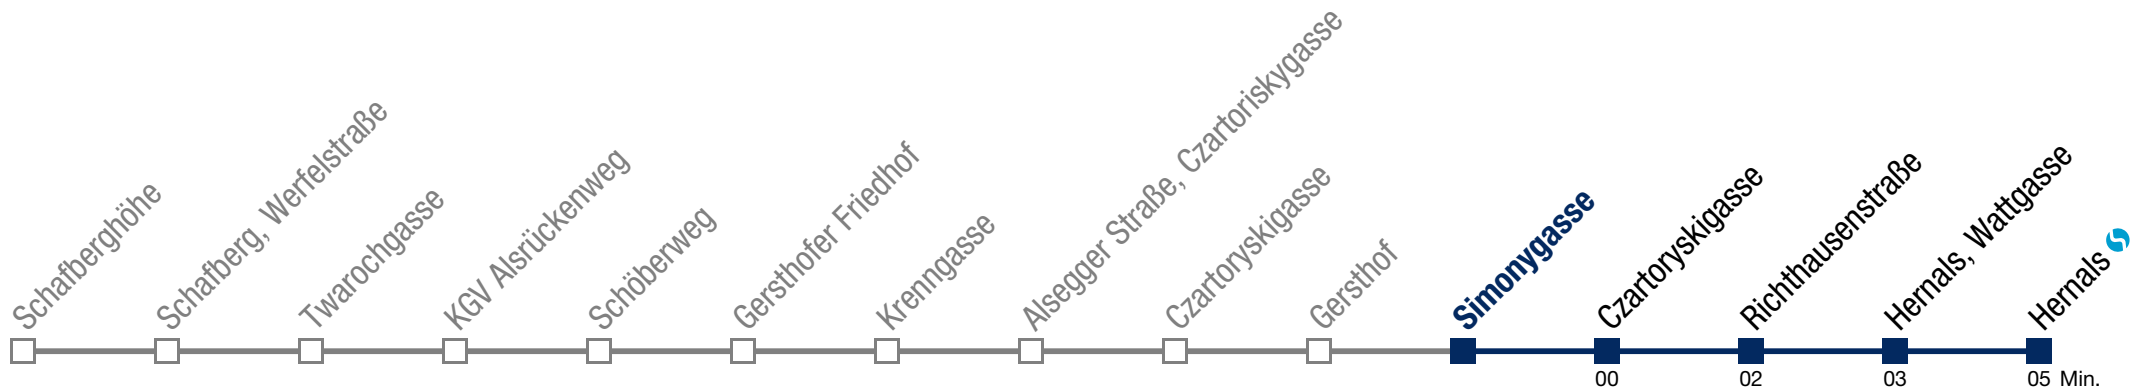 Schafberghöhe
Schafberg, Werfelstraße
Twarochgasse
KGV Alsrückenweg
Schöberweg
Gersthofer Friedhof
Krenngasse
Alsegger Straße, Czartoriskygasse
Czartoryskigasse
Gersthof
Simonygasse
Czartoryskigasse
Richthausenstraße
Hernals, Wattgasse
Hernals
00 02 03 05 Min.